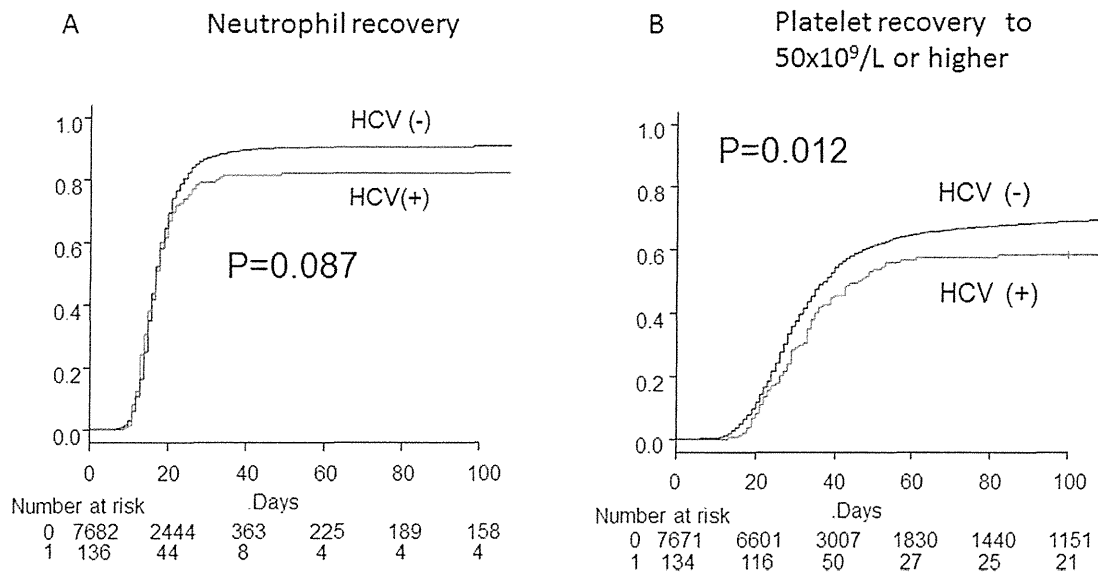 A Neutrophil recovery
1.0
0.8
0.6
0.4
0.2
0.0
HCV (-)
HCV(+)
P=0.087
0 20 40 60 80 100
.Days
Number at risk
0 7682 2444 363 225 189 158
1 136 44 8 4 4 4
B Platelet recovery to
50x10⁹/L or higher
1.0
0.8
0.6
0.4
0.2
0.0
P=0.012
HCV (-)
HCV (+)
0 20 40 60 80 100
.Days
Number at risk
0 7671 6601 3007 1830 1440 1151
1 134 116 50 27 25 21